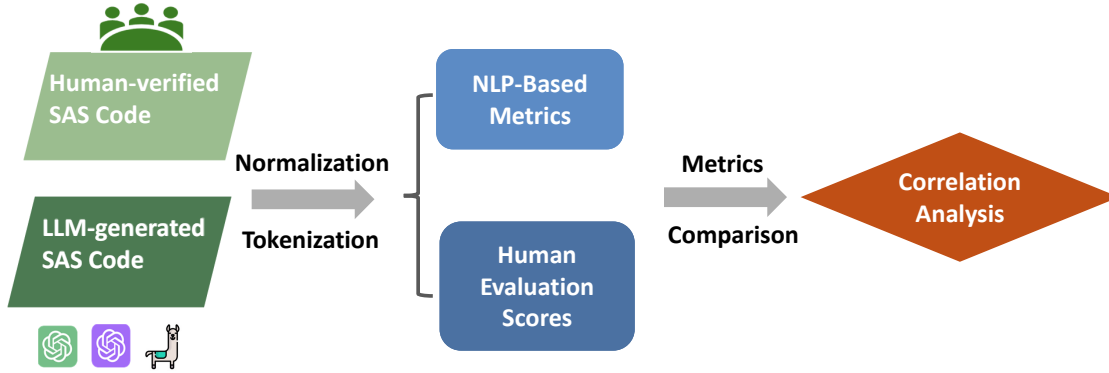 Human-verified
SAS Code
LLM-generated
SAS Code
Normalization
Tokenization
NLP-Based
Metrics
Human
Evaluation
Scores
Metrics
Comparison
Correlation
Analysis